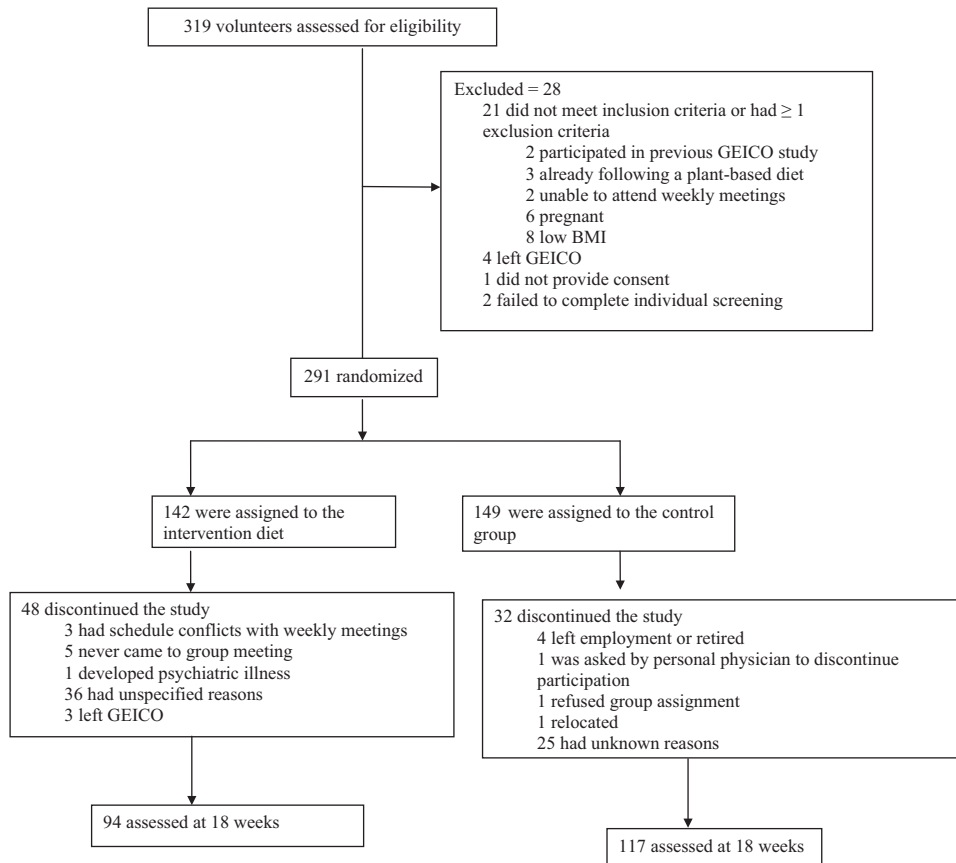 319 volunteers assessed for eligibility
Excluded = 28
21 did not meet inclusion criteria or had ≥ 1
exclusion criteria
2 participated in previous GEICO study
3 already following a plant-based diet
2 unable to attend weekly meetings
6 pregnant
8 low BMI
4 left GEICO
1 did not provide consent
2 failed to complete individual screening
291 randomized
142 were assigned to the
intervention diet
149 were assigned to the control
group
48 discontinued the study
3 had schedule conflicts with weekly meetings
5 never came to group meeting
1 developed psychiatric illness
36 had unspecified reasons
3 left GEICO
32 discontinued the study
4 left employment or retired
1 was asked by personal physician to discontinue
participation
1 refused group assignment
1 relocated
25 had unknown reasons
94 assessed at 18 weeks
117 assessed at 18 weeks